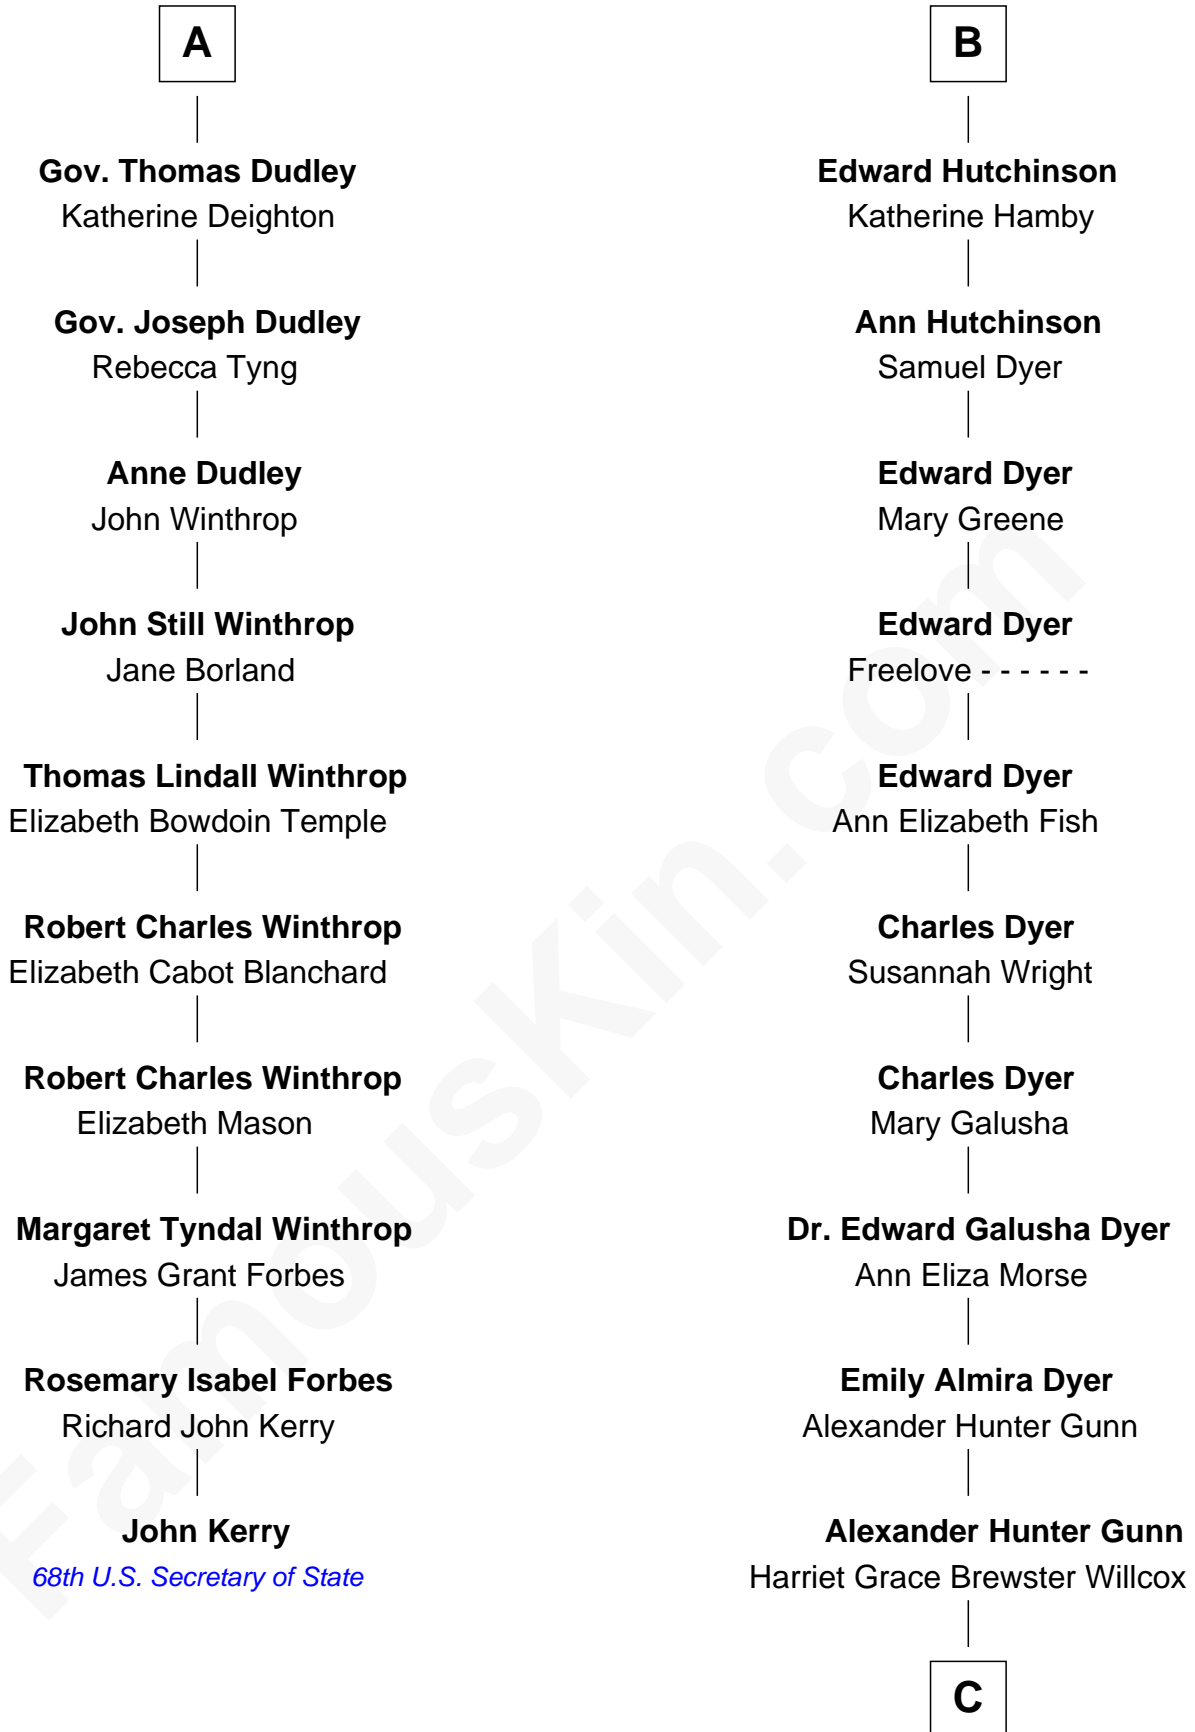 A
Gov. Thomas Dudley
Katherine Deighton
Gov. Joseph Dudley
Rebecca Tyng
Anne Dudley
John Winthrop
John Still Winthrop
Jane Borland
Thomas Lindall Winthrop
Elizabeth Bowdoin Temple
Robert Charles Winthrop
Elizabeth Cabot Blanchard
Robert Charles Winthrop
Elizabeth Mason
Margaret Tyndal Winthrop
James Grant Forbes
Rosemary Isabel Forbes
Richard John Kerry
John Kerry
68th U.S. Secretary of State
B
Edward Hutchinson
Katherine Hamby
Ann Hutchinson
Samuel Dyer
Edward Dyer
Mary Greene
Edward Dyer
Freelove - - - - - -
Edward Dyer
Ann Elizabeth Fish
Charles Dyer
Susannah Wright
Charles Dyer
Mary Galusha
Dr. Edward Galusha Dyer
Ann Eliza Morse
Emily Almira Dyer
Alexander Hunter Gunn
Alexander Hunter Gunn
Harriet Grace Brewster Willcox
C
FamousKin.com